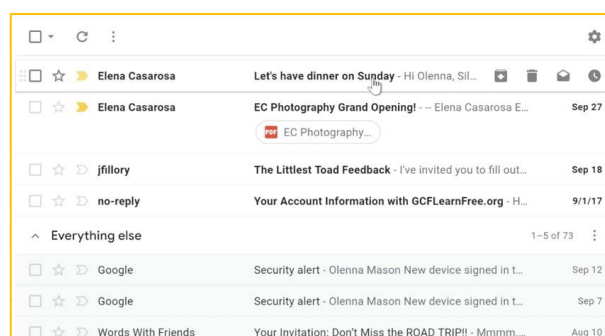 Elena Casarosa Let's have dinner on Sunday - Hi Olenna, Sil...
Elena Casarosa EC Photography Grand Opening! - -- Elena Casarosa E... Sep 27
PDF EC Photography...
jfillory The Littlest Toad Feedback - I've invited you to fill out... Sep 18
no-reply Your Account Information with GCFLearnFree.org - H... 9/1/17
Everything else 1–5 of 73
Google Security alert - Olenna Mason New device signed in t... Sep 12
Google Security alert - Olenna Mason New device signed in t... Sep 7
Words With Friends Your Invitation: Don't Miss the ROAD TRIP!! - Mmmm,... Aug 10